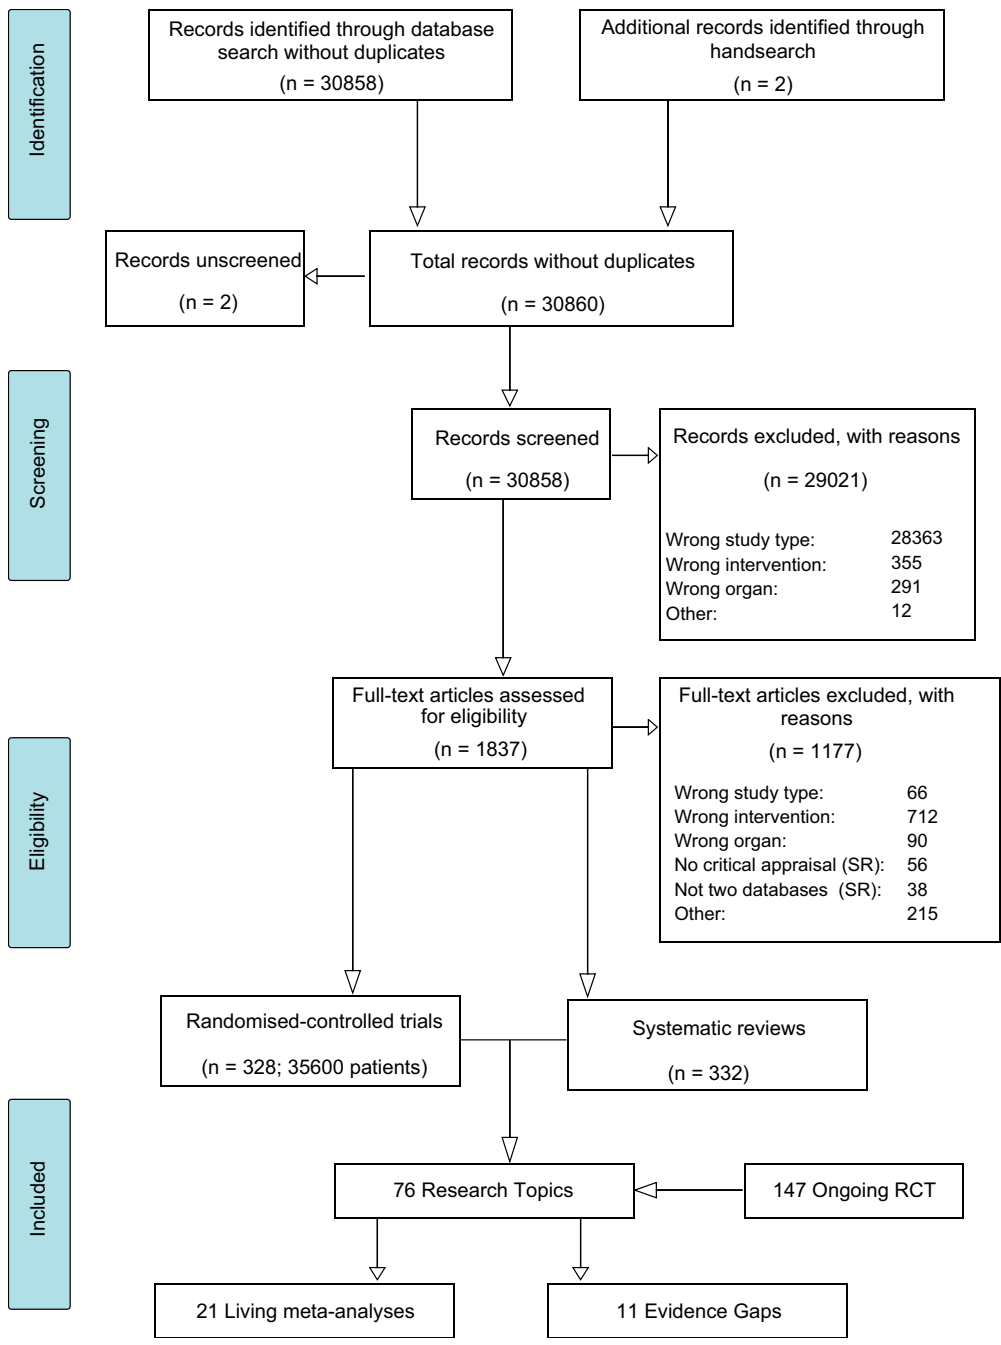 Identification
Records identified through database
search without duplicates
(n = 30858)
Additional records identified through
handsearch
(n = 2)
Records unscreened
(n = 2)
Total records without duplicates
(n = 30860)
Screening
Records screened
(n = 30858)
Records excluded, with reasons
(n = 29021)
Wrong study type: 28363
Wrong intervention: 355
Wrong organ: 291
Other: 12
Eligibility
Full-text articles assessed
for eligibility
(n = 1837)
Full-text articles excluded, with
reasons
(n = 1177)
Wrong study type: 66
Wrong intervention: 712
Wrong organ: 90
No critical appraisal (SR): 56
Not two databases (SR): 38
Other: 215
Randomised-controlled trials
(n = 328; 35600 patients)
Systematic reviews
(n = 332)
Included
76 Research Topics
147 Ongoing RCT
21 Living meta-analyses
11 Evidence Gaps